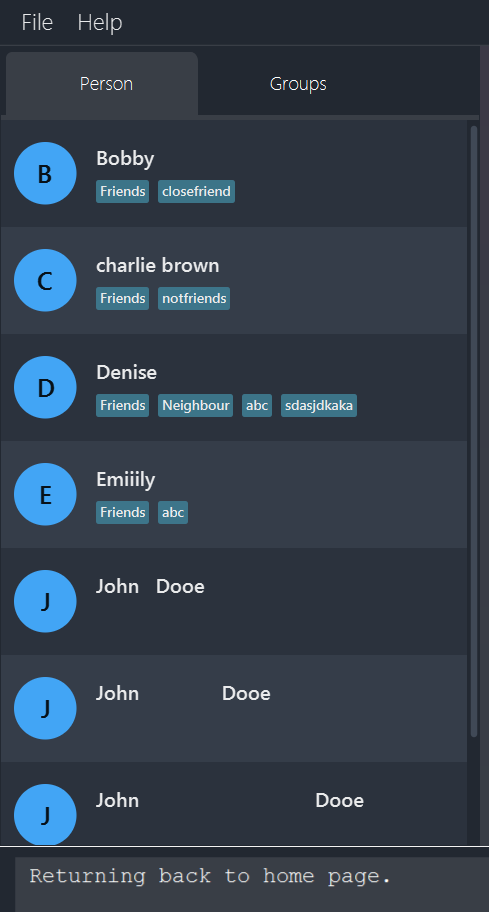 File Help
Person Groups
B Bobby
Friends closefriend
C charlie brown
Friends notfriends
D Denise
Friends Neighbour abc sdasjdkaka
E Emiiily
Friends abc
J John   Dooe
J John                Dooe
J John                                  Dooe
Returning back to home page.